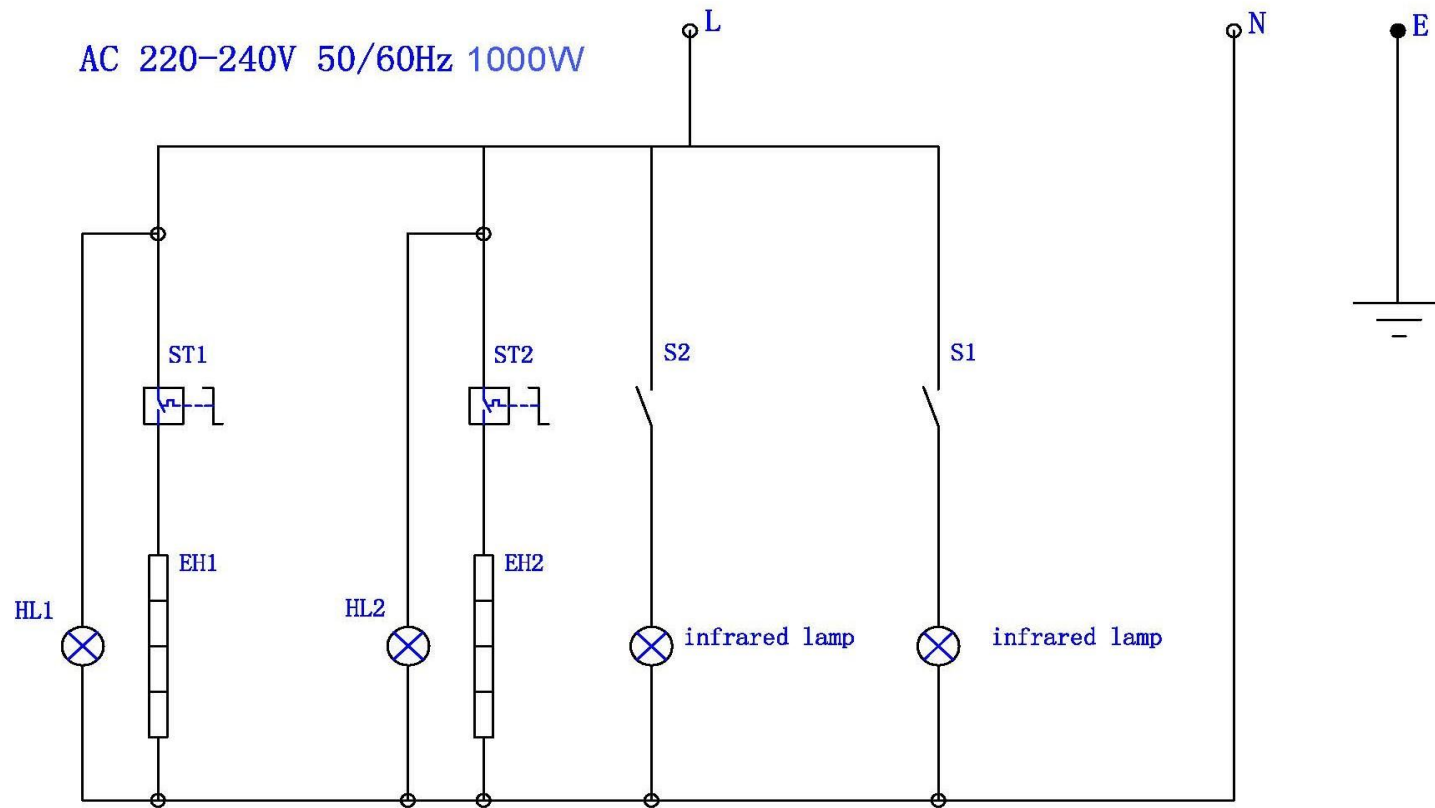 L
N
E
AC 220-240V 50/60Hz 1000W
ST1
ST2
S2
S1
EH1
EH2
HL1
HL2
infrared lamp
infrared lamp